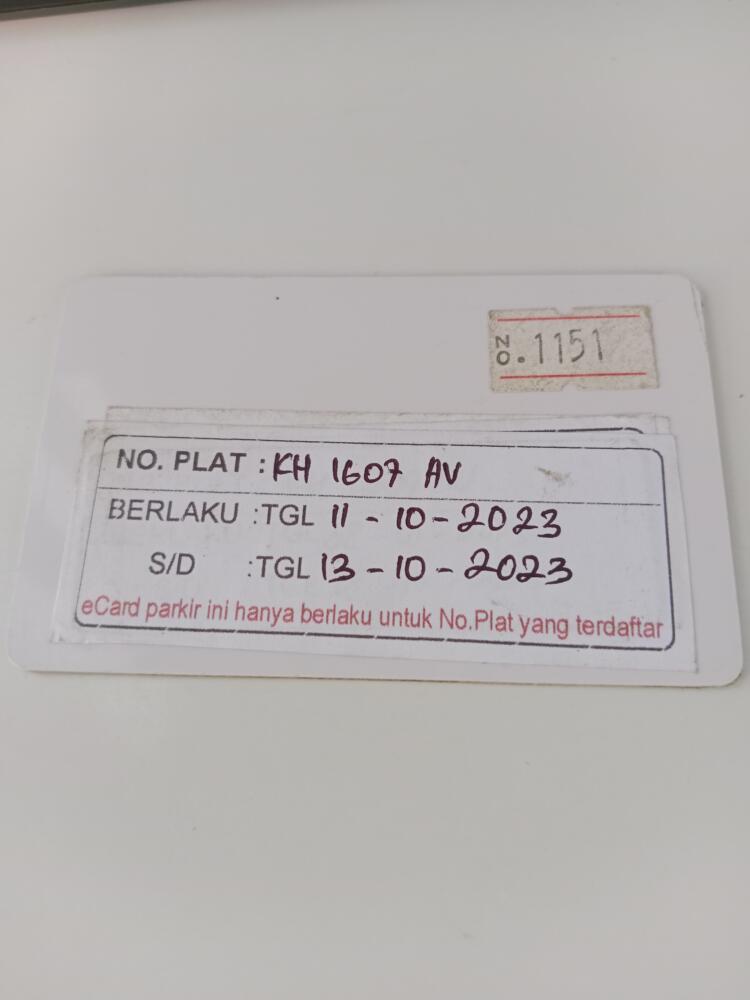 NO. 1151
NO. PLAT : KH 1607 AV
BERLAKU : TGL 11 - 10 - 2023
S/D : TGL 13 - 10 - 2023
eCard parkir ini hanya berlaku untuk No.Plat yang terdaftar